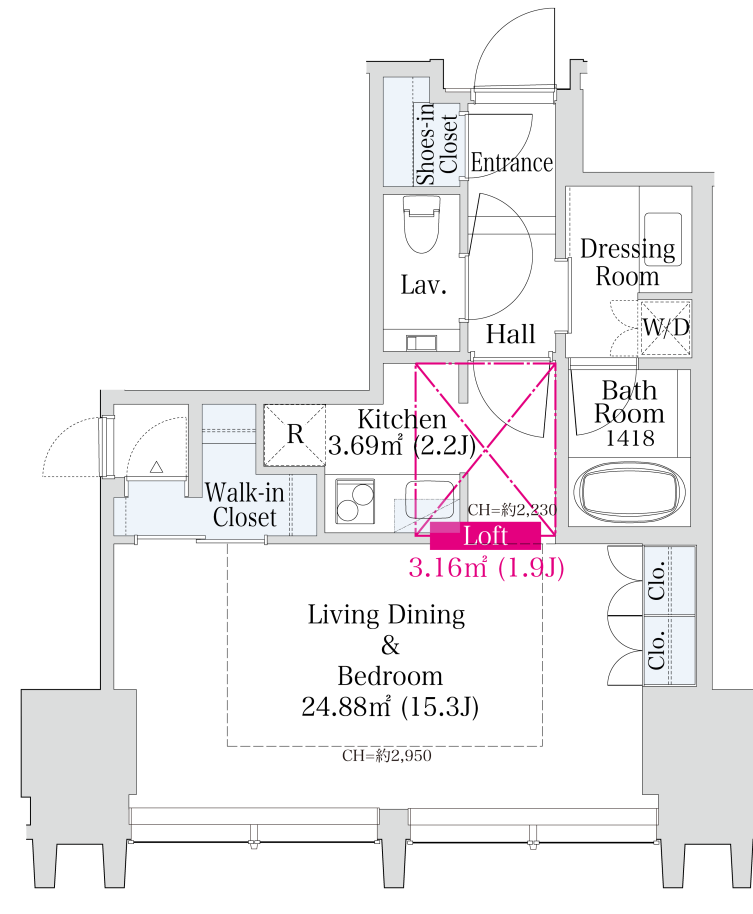 Shoes-in
Closet
Entrance
Lav.
Hall
Dressing
Room
W/D
Bath
Room
1418
Kitchen
3.69㎡ (2.2J)
R
Walk-in
Closet
CH=約2,230
Loft
3.16㎡ (1.9J)
Clo.
Clo.
Living Dining
&
Bedroom
24.88㎡ (15.3J)
CH=約2,950